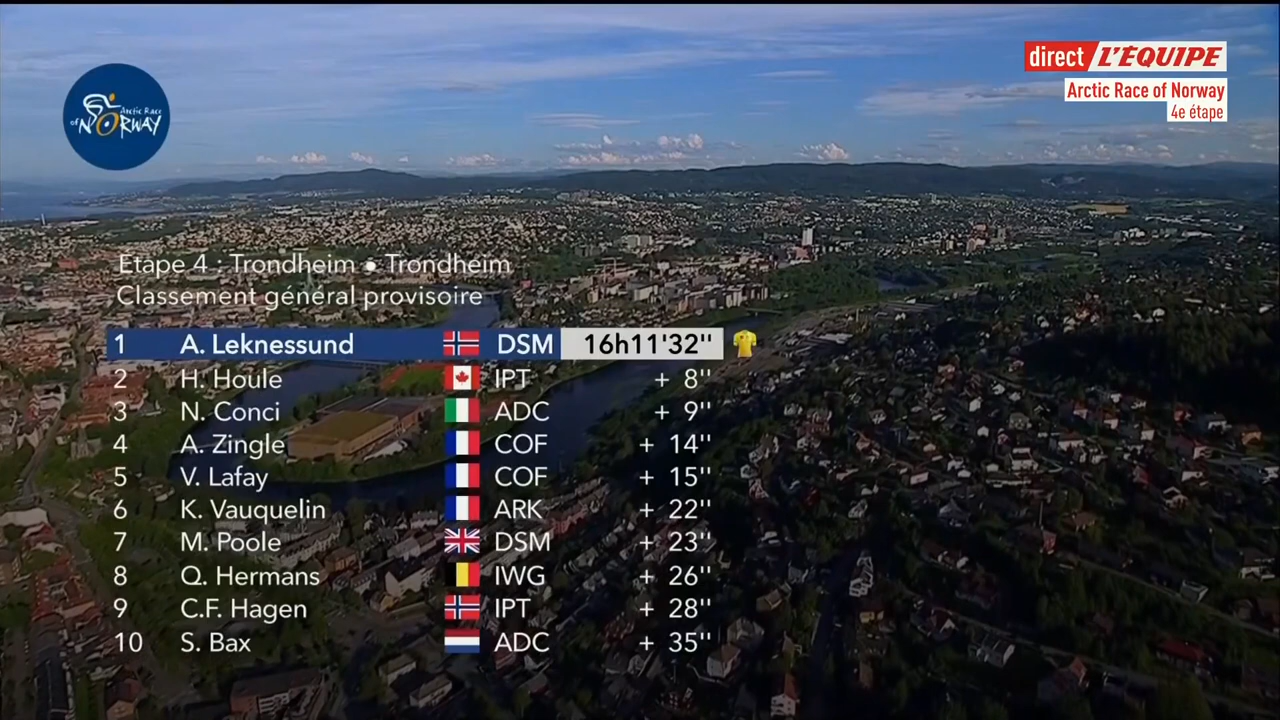 direct L'ÉQUIPE
Arctic Race of Norway
4e étape
Arctic Race
of NORWAY
Etape 4 : Trondheim • Trondheim
Classement général provisoire
1 A. Leknessund DSM 16h11'32''
2 H. Houle IPT + 8''
3 N. Conci ADC + 9''
4 A. Zingle COF + 14''
5 V. Lafay COF + 15''
6 K. Vauquelin ARK + 22''
7 M. Poole DSM + 23''
8 Q. Hermans IWG + 26''
9 C.F. Hagen IPT + 28''
10 S. Bax ADC + 35''